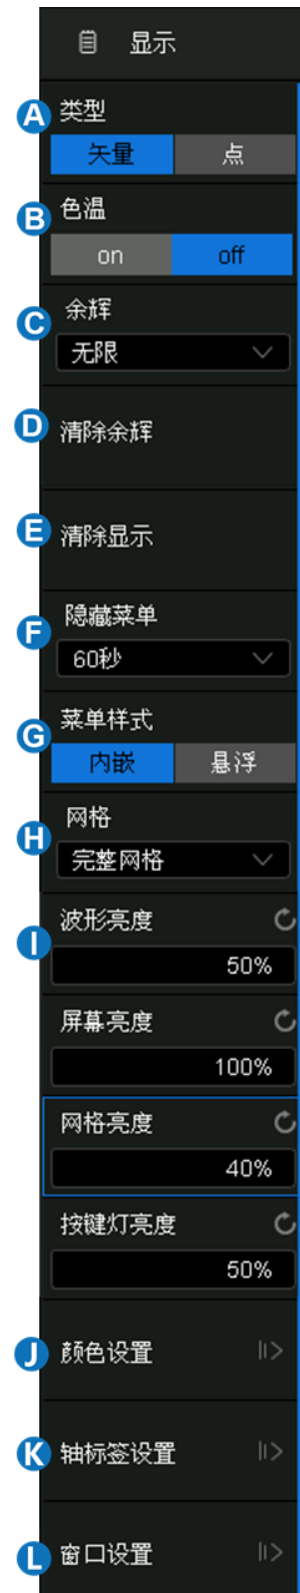 显示
A 类型
矢量 点
B 色温
on off
C 余辉
无限
D 清除余辉
E 清除显示
F 隐藏菜单
60秒
G 菜单样式
内嵌 悬浮
H 网格
完整网格
I 波形亮度
50%
屏幕亮度
100%
网格亮度
40%
按键灯亮度
50%
J 颜色设置
K 轴标签设置
L 窗口设置